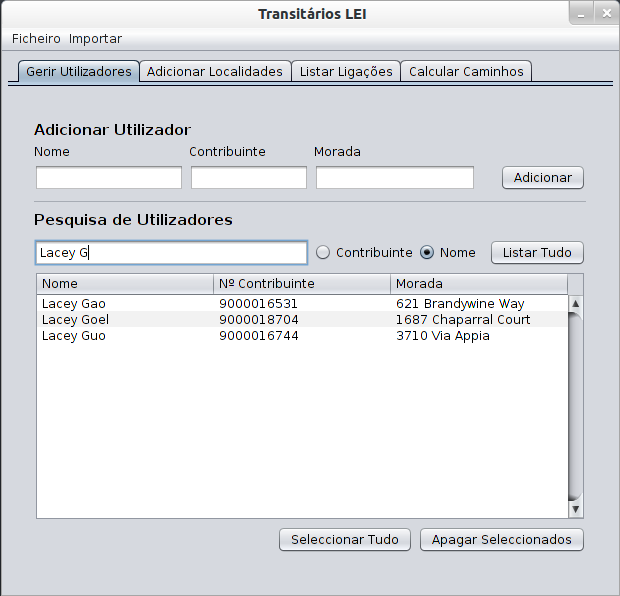 Transitários LEI
Ficheiro Importar
Gerir Utilizadores Adicionar Localidades Listar Ligações Calcular Caminhos
Adicionar Utilizador
Nome Contribuinte Morada
Adicionar
Pesquisa de Utilizadores
Lacey G Contribuinte Nome Listar Tudo
Nome Nº Contribuinte Morada
Lacey Gao 9000016531 621 Brandywine Way
Lacey Goel 9000018704 1687 Chaparral Court
Lacey Guo 9000016744 3710 Via Appia
Seleccionar Tudo Apagar Seleccionados